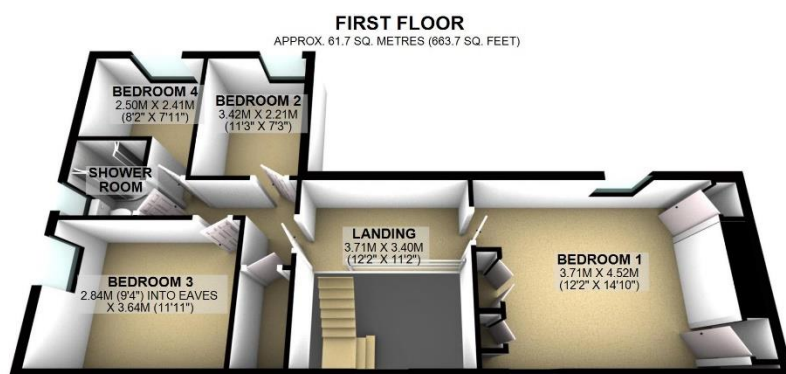 FIRST FLOOR
APPROX. 61.7 SQ. METRES (663.7 SQ. FEET)
BEDROOM 4
2.50M X 2.41M
(8'2" X 7'11")
BEDROOM 2
3.42M X 2.21M
(11'3" X 7'3")
SHOWER
ROOM
LANDING
3.71M X 3.40M
(12'2" X 11'2")
BEDROOM 1
3.71M X 4.52M
(12'2" X 14'10")
BEDROOM 3
2.84M (9'4") INTO EAVES
X 3.64M (11'11")